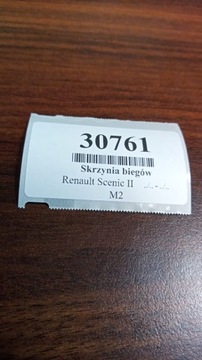 30761
Skrzynia biegów
Renault Scenic II
M2